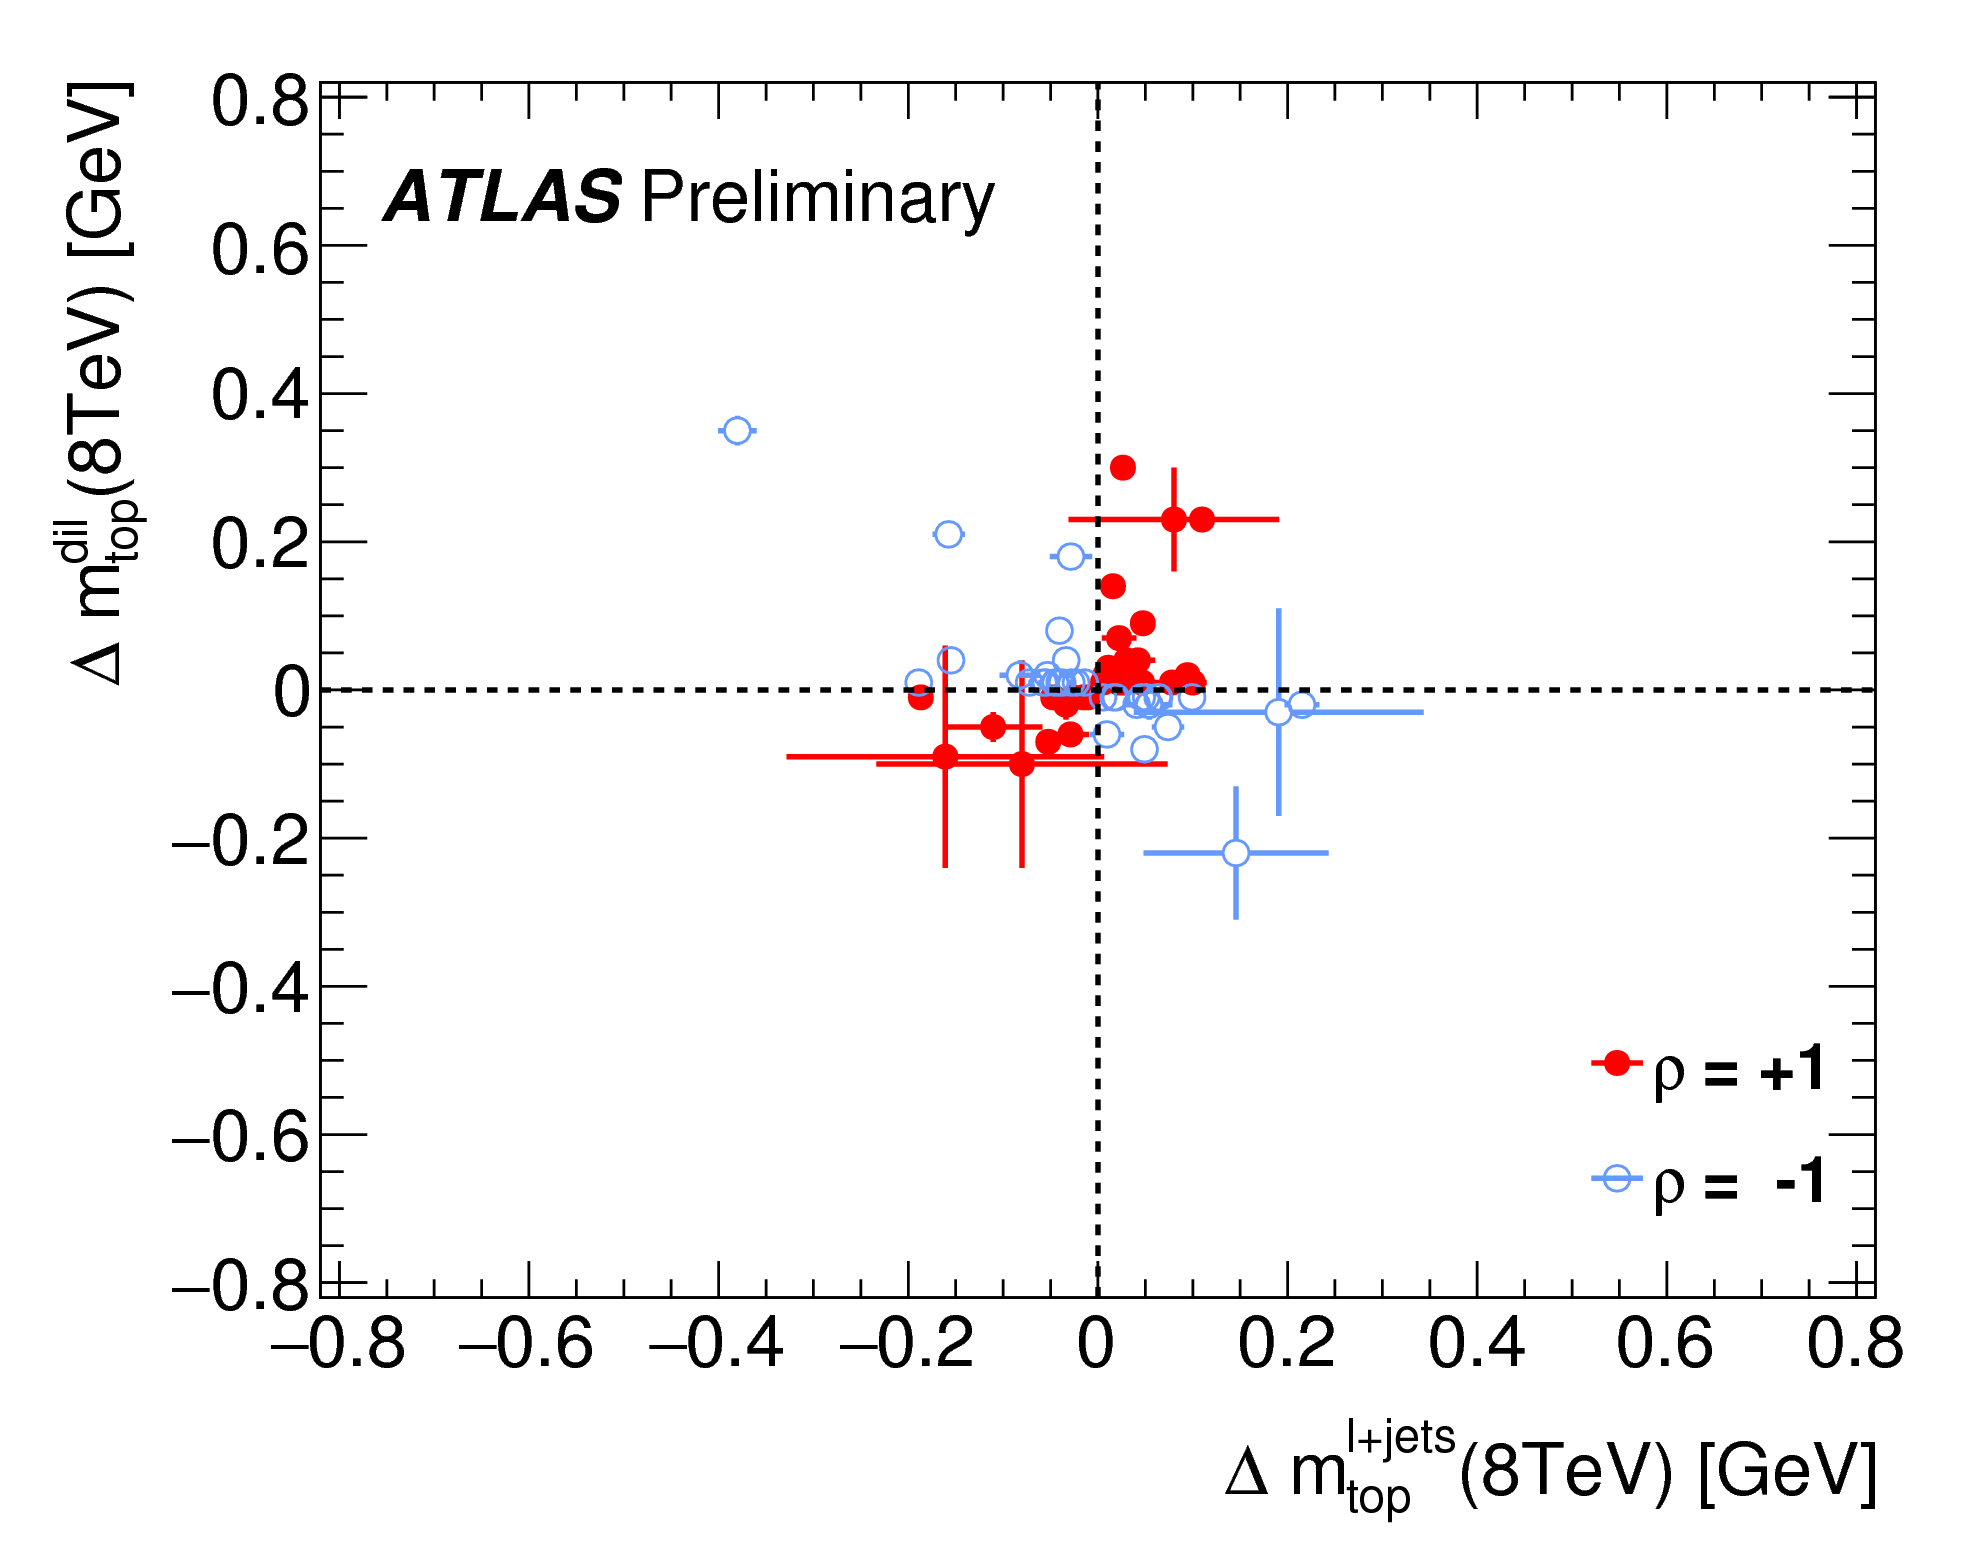 ATLAS Preliminary
Δ m_top^dil(8TeV) [GeV]
0.8
0.6
0.4
0.2
0
−0.2
−0.4
−0.6
−0.8
ρ = +1
ρ = -1
−0.8 −0.6 −0.4 −0.2 0 0.2 0.4 0.6 0.8
Δ m_top^l+jets(8TeV) [GeV]